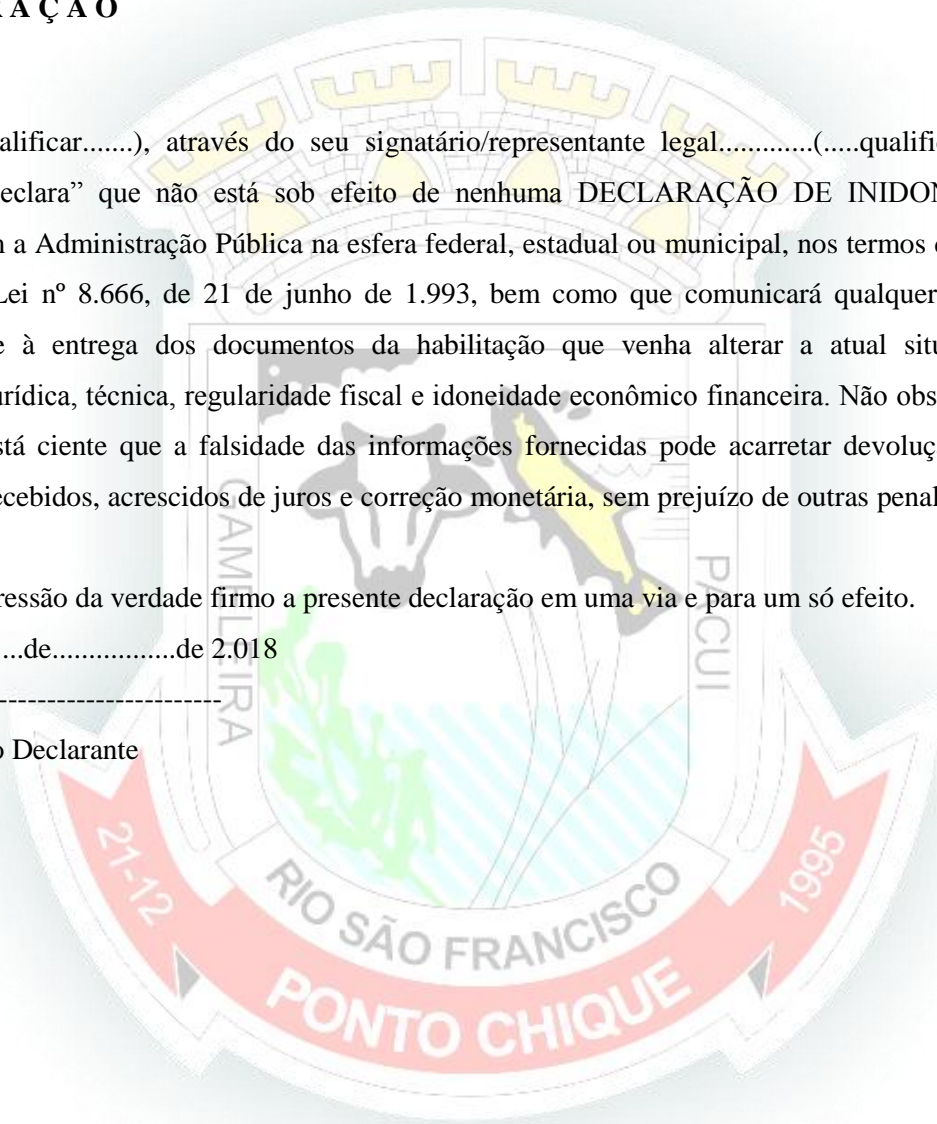 R A Ç Ã O
alificar.......), através do seu signatário/representante legal.............(.....qualific
eclara” que não está sob efeito de nenhuma DECLARAÇÃO DE INIDON
a Administração Pública na esfera federal, estadual ou municipal, nos termos
Lei nº 8.666, de 21 de junho de 1.993, bem como que comunicará qualquer
e à entrega dos documentos da habilitação que venha alterar a atual situ
urídica, técnica, regularidade fiscal e idoneidade econômico financeira. Não obs
stá ciente que a falsidade das informações fornecidas pode acarretar devoluç
ecebidos, acrescidos de juros e correção monetária, sem prejuízo de outras penal
ressão da verdade firmo a presente declaração em uma via e para um só efeito.
....de.................de 2.018
------------------------
o Declarante
GAMELEIRA
PACUI
21-12
RIO SÃO FRANCISCO
1995
PONTO CHIQUE